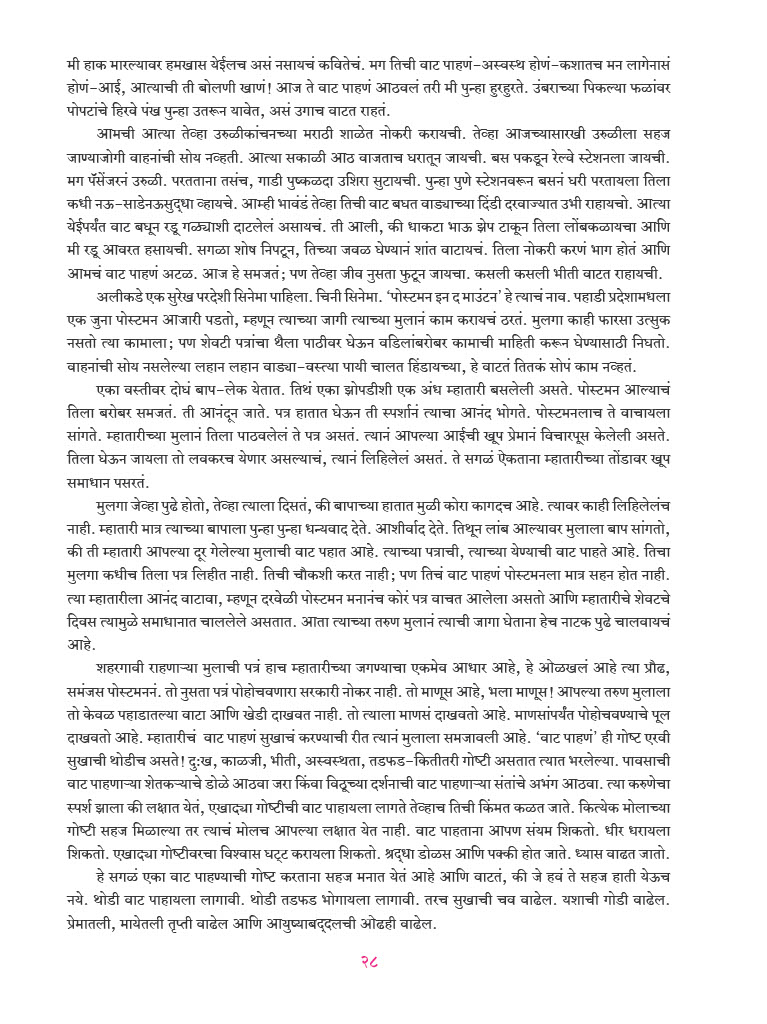 मी हाक मारल्यावर हमखास येईलच असं नसायचं कवितेचं. मग तिची वाट पाहणं-अस्वस्थ होणं-कशातच मन लागेनासं
होणं-आई, आत्याची ती बोलणी खाणं! आज ते वाट पाहणं आठवलं तरी मी पुन्हा हुरहुरते. उंबराच्या पिकल्या फळांवर
पोपटांचे हिरवे पंख पुन्हा उतरून यावेत, असं उगाच वाटत राहतं.
आमची आत्या तेव्हा उरुळीकांचनच्या मराठी शाळेत नोकरी करायची. तेव्हा आजच्यासारखी उरुळीला सहज
जाण्याजोगी वाहनांची सोय नव्हती. आत्या सकाळी आठ वाजताच घरातून जायची. बस पकडून रेल्वे स्टेशनला जायची.
मग पॅसेंजरनं उरुळी. परतताना तसंच, गाडी पुष्कळदा उशिरा सुटायची. पुन्हा पुणे स्टेशनवरून बसनं घरी परतायला तिला
कधी नऊ-साडेनऊसुद्धा व्हायचे. आम्ही भावंडं तेव्हा तिची वाट बघत वाड्याच्या दिंडी दरवाज्यात उभी राहायचो. आत्या
येईपर्यंत वाट बघून रडू गळ्याशी दाटलेलं असायचं. ती आली, की धाकटा भाऊ झेप टाकून तिला लोंबकळायचा आणि
मी रडू आवरत हसायची. सगळा शोष निपटून, तिच्या जवळ घेण्यानं शांत वाटायचं. तिला नोकरी करणं भाग होतं आणि
आमचं वाट पाहणं अटळ. आज हे समजतं; पण तेव्हा जीव नुसता फुटून जायचा. कसली कसली भीती वाटत राहायची.
अलीकडे एक सुरेख परदेशी सिनेमा पाहिला. चिनी सिनेमा. ‘पोस्टमन इन द माउंटन’ हे त्याचं नाव. पहाडी प्रदेशामधला
एक जुना पोस्टमन आजारी पडतो, म्हणून त्याच्या जागी त्याच्या मुलानं काम करायचं ठरतं. मुलगा काही फारसा उत्सुक
नसतो त्या कामाला; पण शेवटी पत्रांचा थैला पाठीवर घेऊन वडिलांबरोबर कामाची माहिती करून घेण्यासाठी निघतो.
वाहनांची सोय नसलेल्या लहान लहान वाड्या-वस्त्या पायी चालत हिंडायच्या, हे वाटतं तितकं सोपं काम नव्हतं.
एका वस्तीवर दोघं बाप-लेक येतात. तिथं एका झोपडीशी एक अंध म्हातारी बसलेली असते. पोस्टमन आल्याचं
तिला बरोबर समजतं. ती आनंदून जाते. पत्र हातात घेऊन ती स्पर्शानं त्याचा आनंद भोगते. पोस्टमनलाच ते वाचायला
सांगते. म्हातारीच्या मुलानं तिला पाठवलेलं ते पत्र असतं. त्यानं आपल्या आईची खूप प्रेमानं विचारपूस केलेली असते.
तिला घेऊन जायला तो लवकरच येणार असल्याचं, त्यानं लिहिलेलं असतं. ते सगळं ऐकताना म्हातारीच्या तोंडावर खूप
समाधान पसरतं.
मुलगा जेव्हा पुढे होतो, तेव्हा त्याला दिसतं, की बापाच्या हातात मुळी कोरा कागदच आहे. त्यावर काही लिहिलेलंच
नाही. म्हातारी मात्र त्याच्या बापाला पुन्हा पुन्हा धन्यवाद देते. आशीर्वाद देते. तिथून लांब आल्यावर मुलाला बाप सांगतो,
की ती म्हातारी आपल्या दूर गेलेल्या मुलाची वाट पहात आहे. त्याच्या पत्राची, त्याच्या येण्याची वाट पाहते आहे. तिचा
मुलगा कधीच तिला पत्र लिहीत नाही. तिची चौकशी करत नाही; पण तिचं वाट पाहणं पोस्टमनला मात्र सहन होत नाही.
त्या म्हातारीला आनंद वाटावा, म्हणून दरवेळी पोस्टमन मनानंच कोरं पत्र वाचत आलेला असतो आणि म्हातारीचे शेवटचे
दिवस त्यामुळे समाधानात चाललेले असतात. आता त्याच्या तरुण मुलानं त्याची जागा घेताना हेच नाटक पुढे चालवायचं
आहे.
शहरगावी राहणाऱ्या मुलाची पत्रं हाच म्हातारीच्या जगण्याचा एकमेव आधार आहे, हे ओळखलं आहे त्या प्रौढ,
समंजस पोस्टमननं. तो नुसता पत्रं पोहोचवणारा सरकारी नोकर नाही. तो माणूस आहे, भला माणूस! आपल्या तरुण मुलाला
तो केवळ पहाडातल्या वाटा आणि खेडी दाखवत नाही. तो त्याला माणसं दाखवतो आहे. माणसांपर्यंत पोहोचवण्याचे पूल
दाखवतो आहे. म्हातारीचं वाट पाहणं सुखाचं करण्याची रीत त्यानं मुलाला समजावली आहे. ‘वाट पाहणं’ ही गोष्ट एरवी
सुखाची थोडीच असते! दुःख, काळजी, भीती, अस्वस्थता, तडफड-कितीतरी गोष्टी असतात त्यात भरलेल्या. पावसाची
वाट पाहणाऱ्या शेतकऱ्याचे डोळे आठवा जरा किंवा विठूच्या दर्शनाची वाट पाहणाऱ्या संतांचे अभंग आठवा. त्या करुणेचा
स्पर्श झाला की लक्षात येतं, एखाद्या गोष्टीची वाट पाहायला लागते तेव्हाच तिची किंमत कळत जाते. कित्येक मोलाच्या
गोष्टी सहज मिळाल्या तर त्याचं मोलच आपल्या लक्षात येत नाही. वाट पाहताना आपण संयम शिकतो. धीर धरायला
शिकतो. एखाद्या गोष्टीवरचा विश्वास घट्ट करायला शिकतो. श्रद्धा डोळस आणि पक्की होत जाते. ध्यास वाढत जातो.
हे सगळं एका वाट पाहण्याची गोष्ट करताना सहज मनात येतं आहे आणि वाटतं, की जे हवं ते सहज हाती येऊच
नये. थोडी वाट पाहायला लागावी. थोडी तडफड भोगायला लागावी. तरच सुखाची चव वाढेल. यशाची गोडी वाढेल.
प्रेमातली, मायेतली तृप्ती वाढेल आणि आयुष्याबद्दलची ओढही वाढेल.
२८